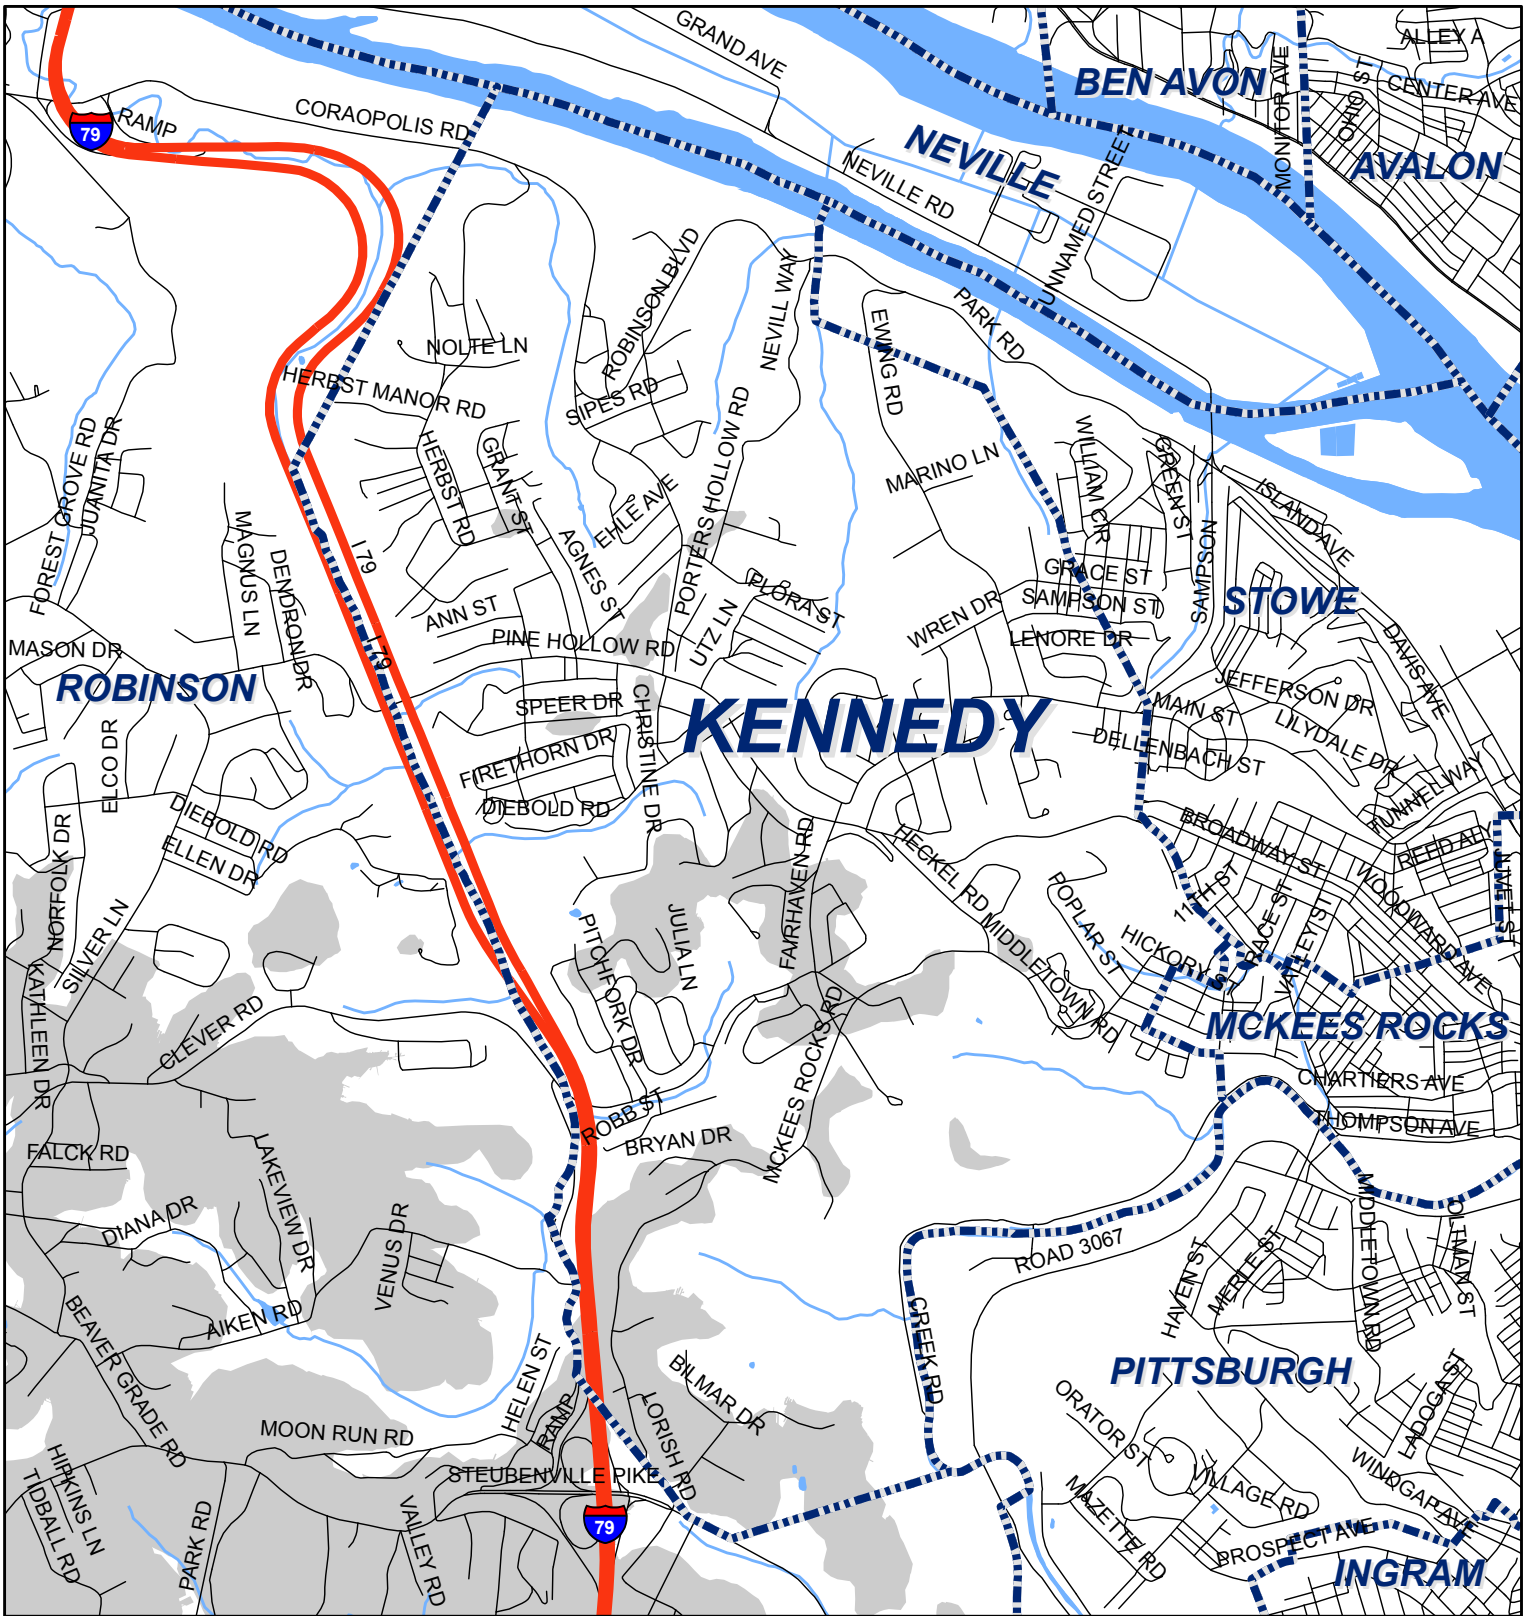 GRAND AVE
ALLEY A
BEN AVON
MONITOR AVE
OHIO ST
CENTER AVE
79
RAMP
CORAOPOLIS RD
NEVILLE
AVALON
NEVILLE RD
UNNAMED STREET
ROBINSON BLVD
NEVILL WAY
PARK RD
EWING RD
NOLTE LN
HERBST MANOR RD
SIPES RD
FOREST GROVE RD
JUANITA DR
HERBST RD
GRANT ST
PORTERS HOLLOW RD
MARINO LN
WILLIAM CIR
GREEN ST
ISLAND AVE
EHLE AVE
AGNES ST
MAGNUS LN
DENDRON DR
I 79
SAMPSON
GRACE ST
SAMPSON ST
STOWE
FLORA ST
ANN ST
UTZ LN
WREN DR
LENORE DR
PINE HOLLOW RD
MASON DR
I 79
DAVIS AVE
ROBINSON
SPEER DR
CHRISTINE DR
KENNEDY
JEFFERSON DR
MAIN ST
LILYDALE DR
DELLENBACH ST
ELCO DR
FIRETHORN DR
DIEBOLD RD
TUNNEL WAY
DIEBOLD RD
ELLEN DR
NORFOLK DR
FAIRHAVEN RD
HECKEL RD
BROADWAY ST
REED ALY
LIVET ST
WOODWARD AVE
11TH ST
RACE ST
VALLEY ST
POPLAR ST
HICKORY ST
SILVER LN
KATHLEEN DR
PITCHFORK DR
JULIA LN
MIDDLETOWN RD
MCKEES ROCKS RD
CLEVER RD
MCKEES ROCKS
CHARTIERS AVE
THOMPSON AVE
ROBB ST
BRYAN DR
FALCK RD
LAKEVIEW DR
DIANA DR
VENUS DR
MIDDLETOWN RD
OLTMAN ST
ROAD 3067
HAVEN ST
MERLE ST
BEAVER GRADE RD
AIKEN RD
CREEK RD
HELEN ST
RAMP
BILMAR DR
LORISH RD
PITTSBURGH
ORATOR ST
LADOGA ST
MOON RUN RD
STEUBENVILLE PIKE
HIPKINS LN
TIDBALL RD
PARK RD
VALLEY RD
79
VILLAGE RD
WINDGAP AVE
MAZETTE RD
PROSPECT AVE
INGRAM